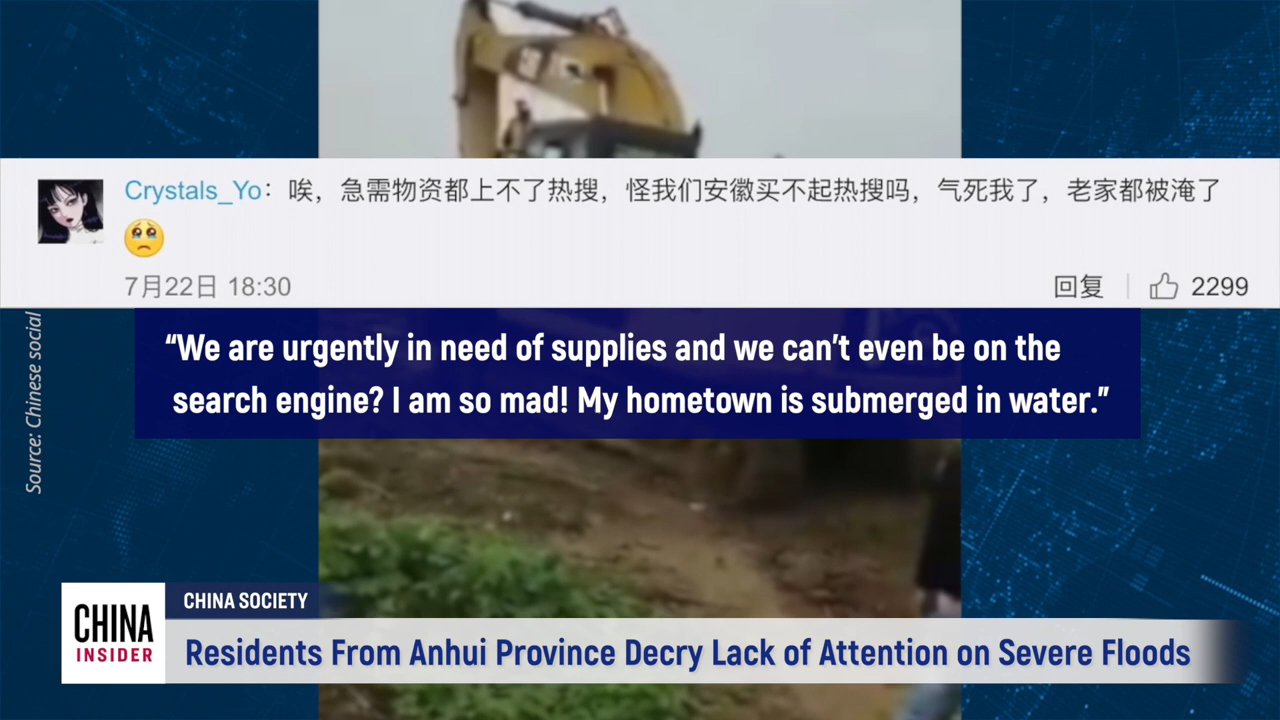 Crystals_Yo：唉，急需物资都上不了热搜，怪我们安徽买不起热搜吗，气死我了，老家都被淹了
7月22日 18:30
回复
2299
“We are urgently in need of supplies and we can’t even be on the
search engine? I am so mad! My hometown is submerged in water.”
Source: Chinese social
CHINA
INSIDER
CHINA SOCIETY
Residents From Anhui Province Decry Lack of Attention on Severe Floods